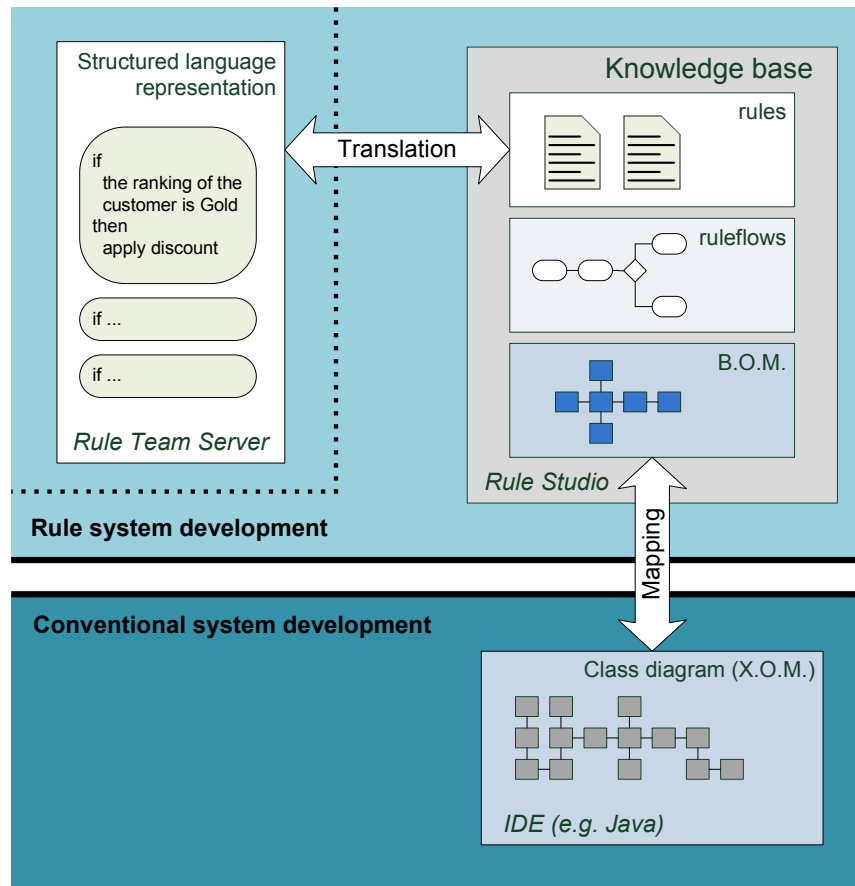 Structured language
representation
if
the ranking of the
customer is Gold
then
apply discount
if ...
if ...
Rule Team Server
Translation
Knowledge base
rules
ruleflows
B.O.M.
Rule Studio
Rule system development
Mapping
Conventional system development
Class diagram (X.O.M.)
IDE (e.g. Java)